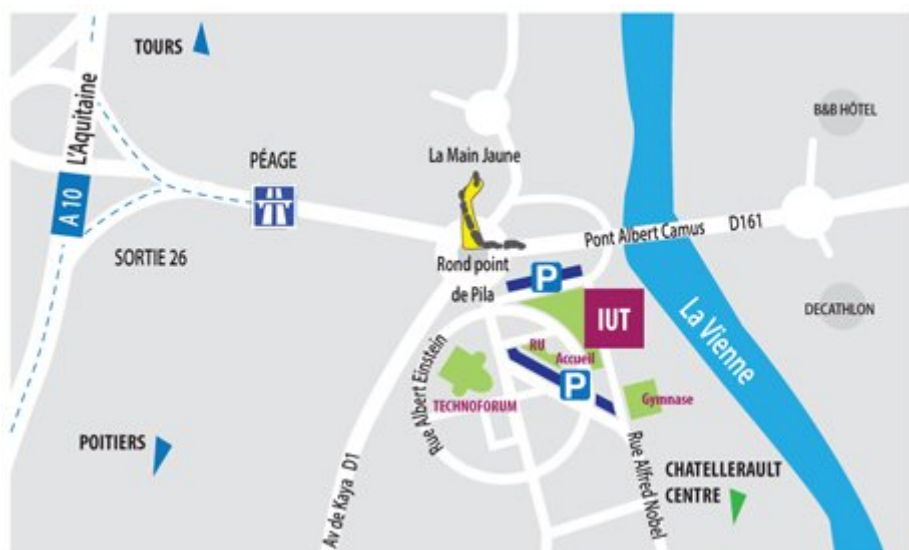 TOURS
L'Aquitaine
A 10
PÉAGE
SORTIE 26
La Main Jaune
Rond point
de Pila
Pont Albert Camus D161
B&B HÔTEL
DECATHLON
La Vienne
P
IUT
RU
Accueil
P
Gymnase
TECHNOFORUM
Rue Albert Einstein
Av de Kaya D1
Rue Alfred Nobel
POITIERS
CHATELLERAULT
CENTRE